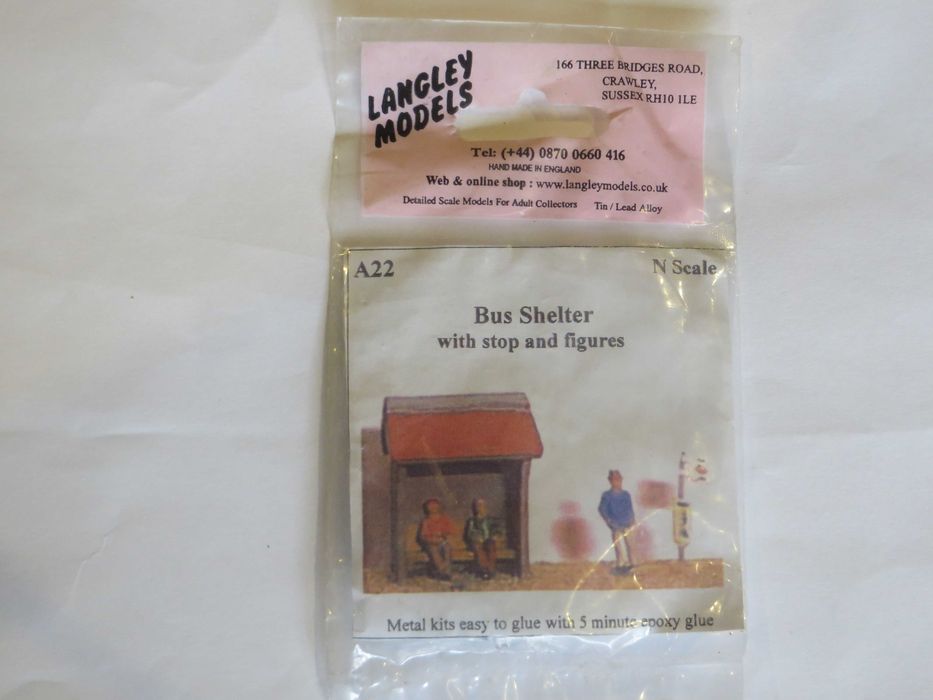 LANGLEY
MODELS
166 THREE BRIDGES ROAD,
CRAWLEY,
SUSSEX RH10 1LE
Tel: (+44) 0870 0660 416
HAND MADE IN ENGLAND
Web & online shop : www.langleymodels.co.uk
Detailed Scale Models For Adult Collectors Tin / Lead Alloy
A22 N Scale
Bus Shelter
with stop and figures
Metal kits easy to glue with 5 minute epoxy glue